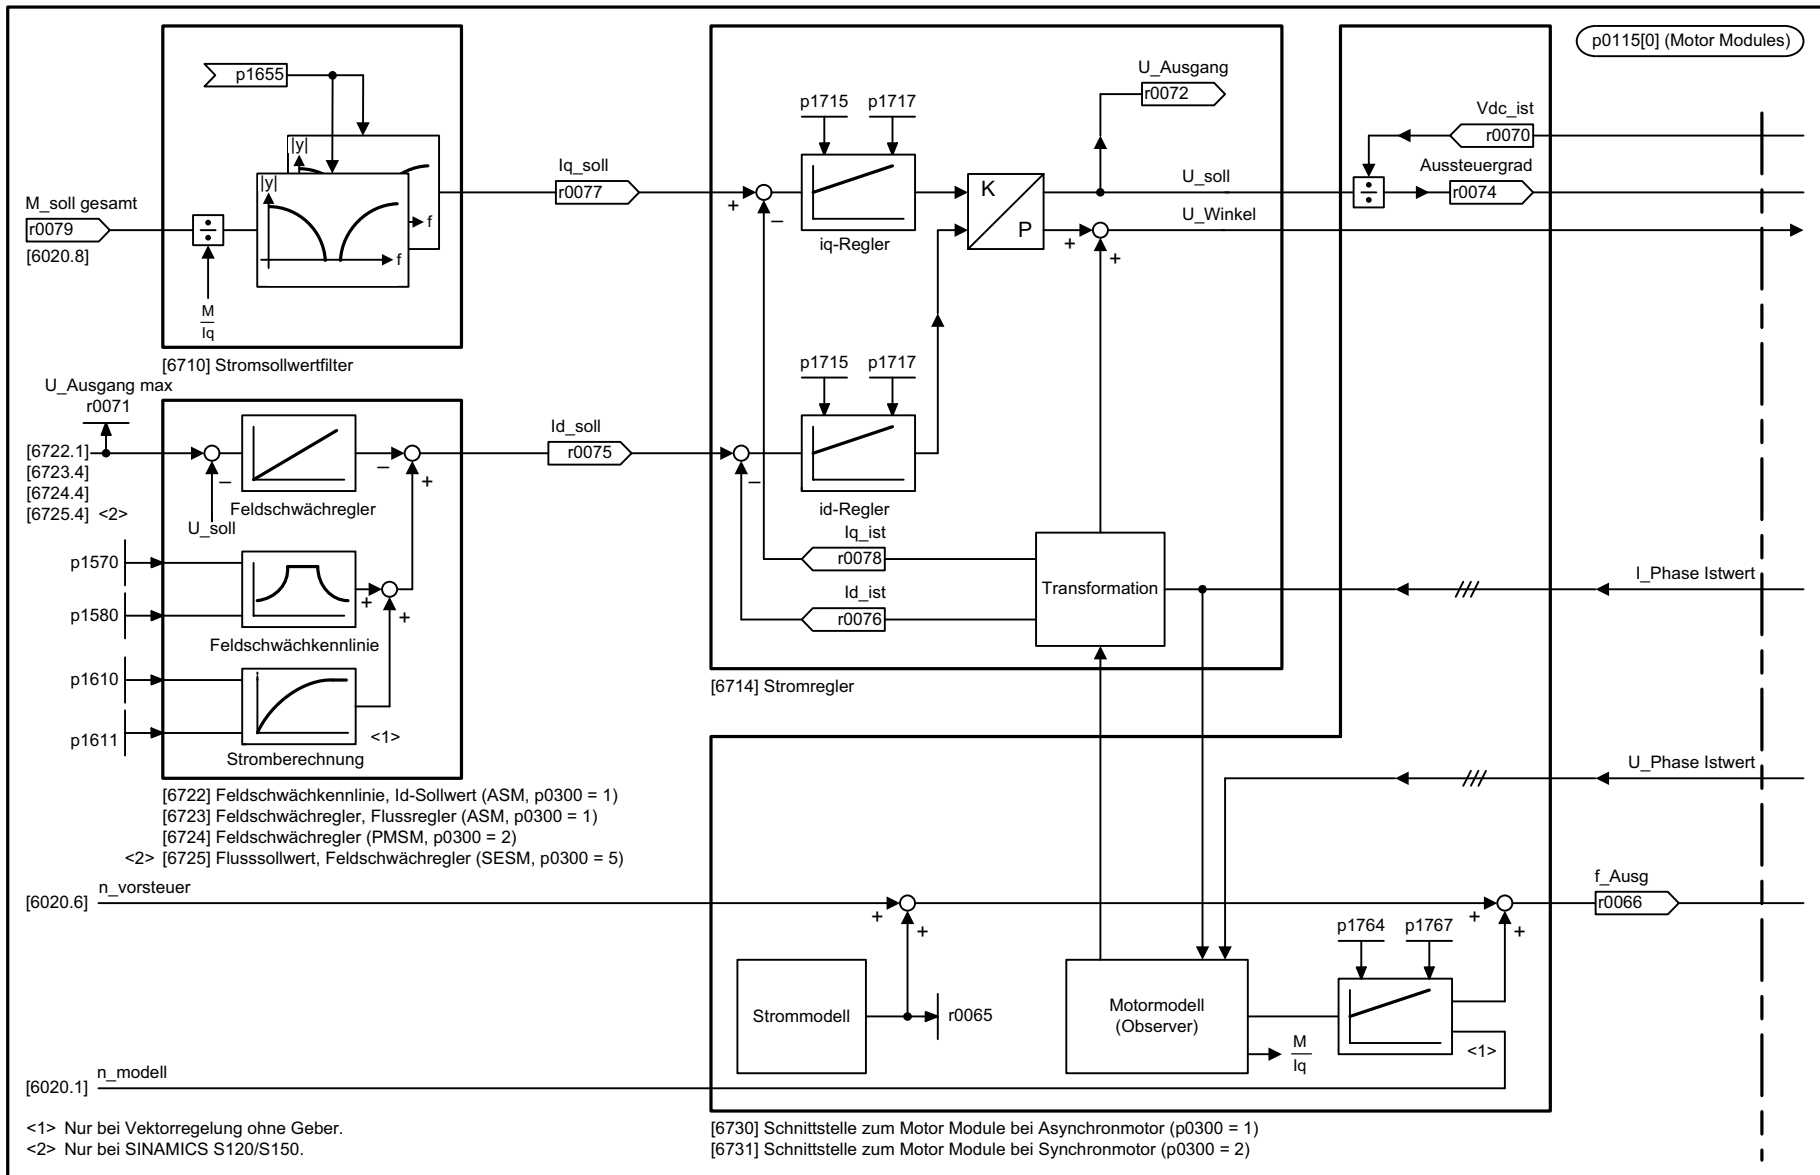 p0115[0] (Motor Modules)
p1655
|y|
f
|y|
f
M_soll gesamt
r0079
[6020.8]
÷
M
Iq
[6710] Stromsollwertfilter
Iq_soll
r0077
+
–
p1715
p1717
iq-Regler
K
P
U_Ausgang
r0072
U_soll
U_Winkel
+
+
Vdc_ist
r0070
Aussteuergrad
÷
r0074
U_Ausgang max
r0071
[6722.1]
[6723.4]
[6724.4]
[6725.4] <2>
–
U_soll
Feldschwächregler
–
+
Id_soll
r0075
–
p1715
p1717
id-Regler
p1570
p1580
+
+
Feldschwächkennlinie
p1610
p1611
<1>
Stromberechnung
Iq_ist
r0078
Id_ist
r0076
Transformation
I_Phase Istwert
[6714] Stromregler
U_Phase Istwert
[6722] Feldschwächkennlinie, Id-Sollwert (ASM, p0300 = 1)
[6723] Feldschwächregler, Flussregler (ASM, p0300 = 1)
[6724] Feldschwächregler (PMSM, p0300 = 2)
<2> [6725] Flusssollwert, Feldschwächregler (SESM, p0300 = 5)
n_vorsteuer
[6020.6]
+
+
Strommodell
r0065
Motormodell
(Observer)
M
Iq
p1764
p1767
<1>
+
+
f_Ausg
r0066
n_modell
[6020.1]
<1> Nur bei Vektorregelung ohne Geber.
<2> Nur bei SINAMICS S120/S150.
[6730] Schnittstelle zum Motor Module bei Asynchronmotor (p0300 = 1)
[6731] Schnittstelle zum Motor Module bei Synchronmotor (p0300 = 2)